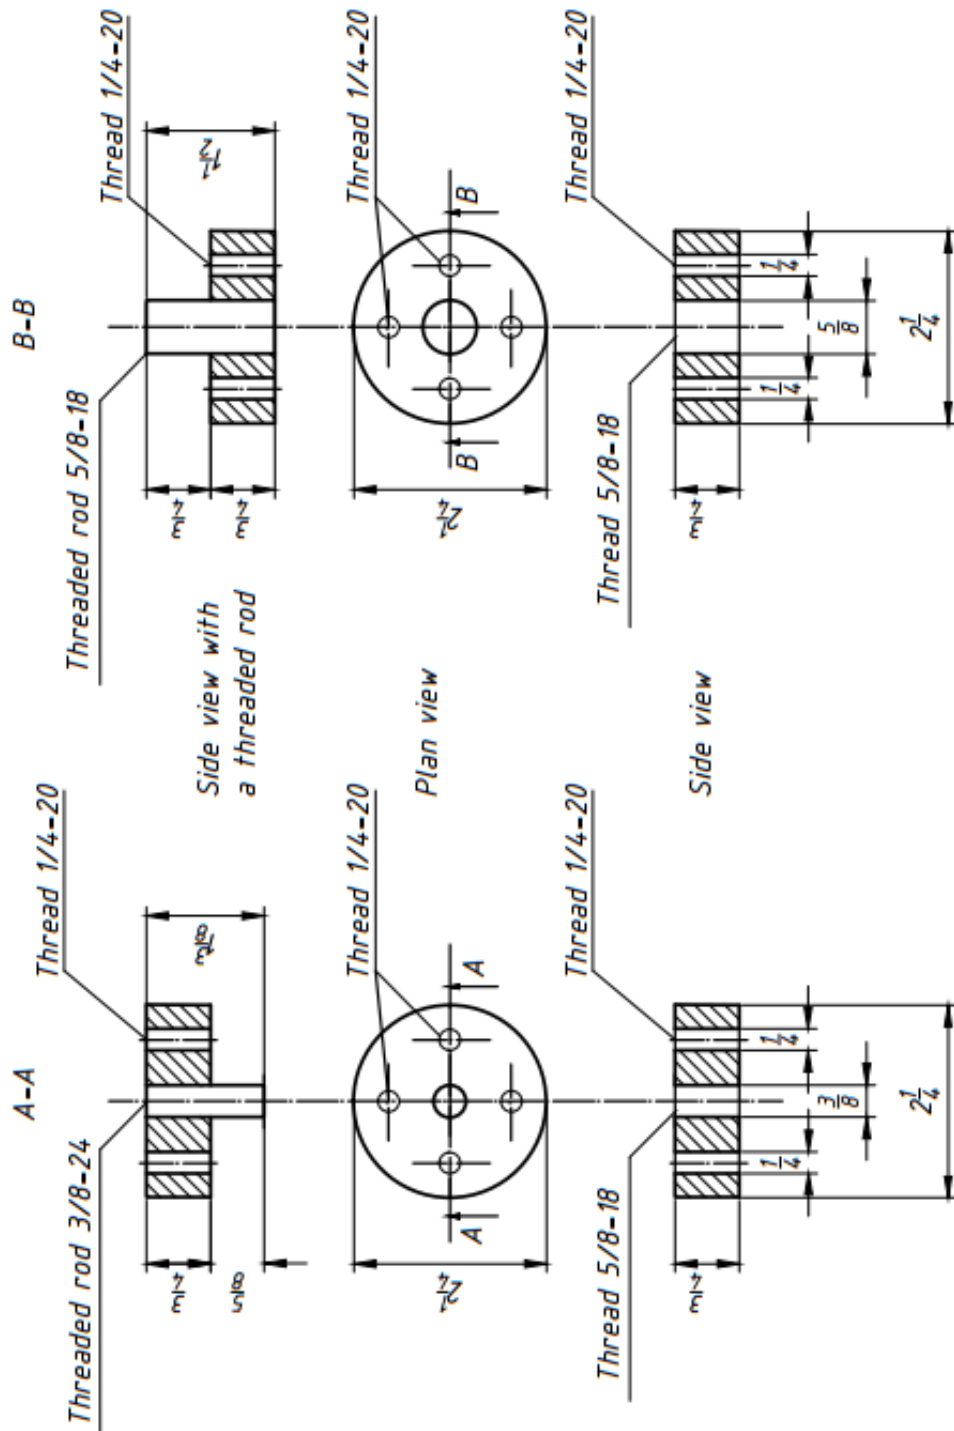 A-A
B-B
Thread 1/4-20
Threaded rod 3/8-24
Threaded rod 5/8-18
Thread 1/4-20
3/4
5/8
1 3/8
Side view with
a threaded rod
3/4
3/4
1 1/2
Thread 1/4-20
Thread 1/4-20
2 1/4
A
A
Plan view
2 1/4
B
B
Thread 1/4-20
Thread 5/8-18
Thread 5/8-18
Thread 1/4-20
3/4
Side view
3/4
1/4
1/4
3/8
2 1/4
1/4
1/4
5/8
2 1/4